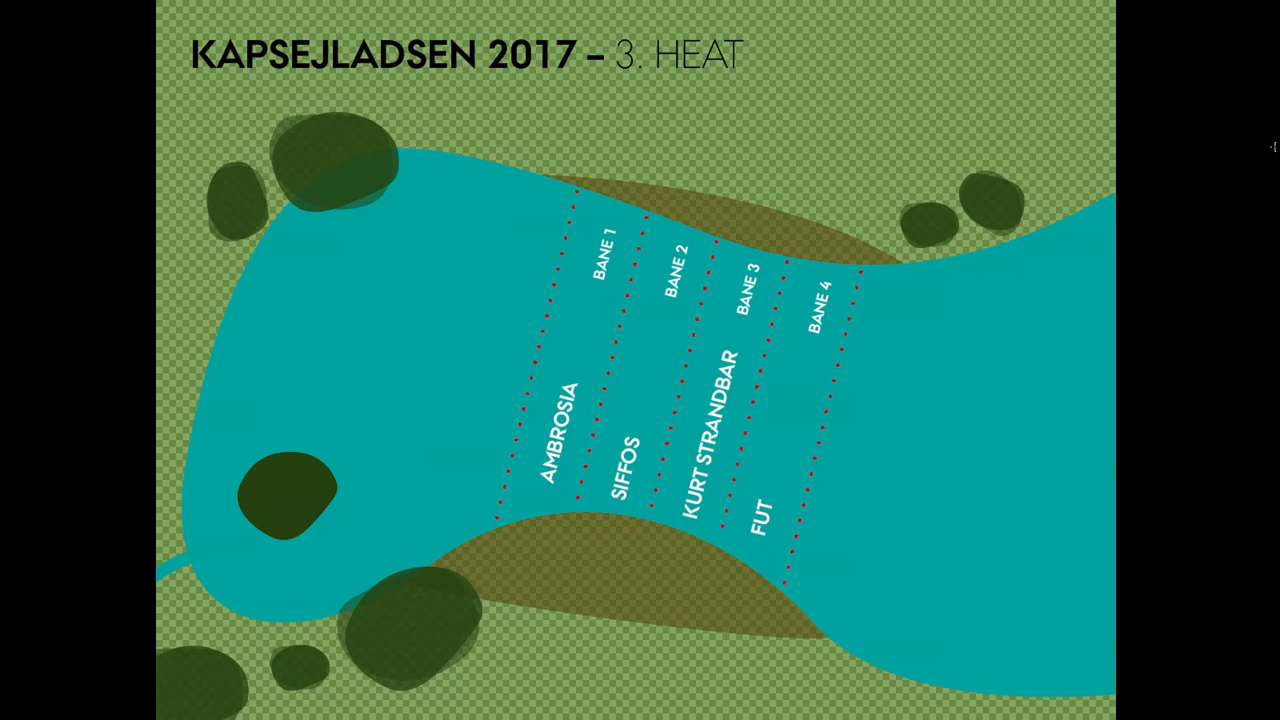 KAPSEJLADSEN 2017 – 3. HEAT
BANE 1
BANE 2
BANE 3
BANE 4
AMBROSIA
SIFFOS
KURT STRANDBAR
FUT